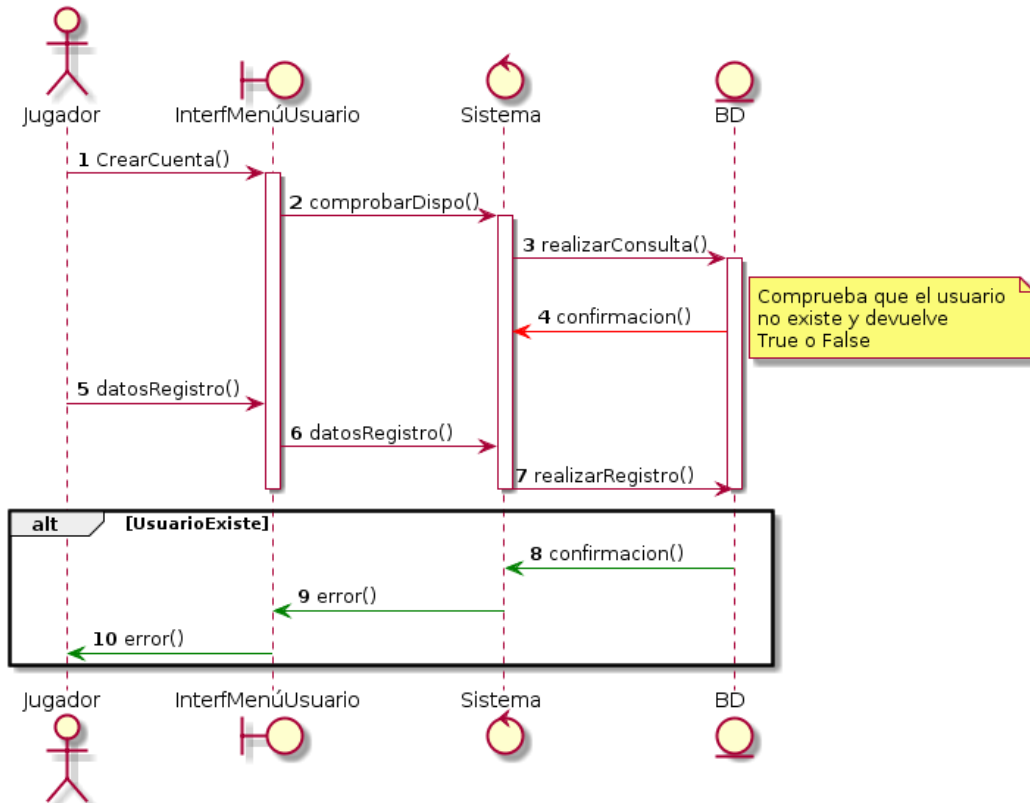 Jugador
InterfMenúUsuario
Sistema
BD
1 CrearCuenta()
2 comprobarDispo()
3 realizarConsulta()
Comprueba que el usuario
no existe y devuelve
True o False
4 confirmacion()
5 datosRegistro()
6 datosRegistro()
7 realizarRegistro()
alt [UsuarioExiste]
8 confirmacion()
9 error()
10 error()
Jugador
InterfMenúUsuario
Sistema
BD